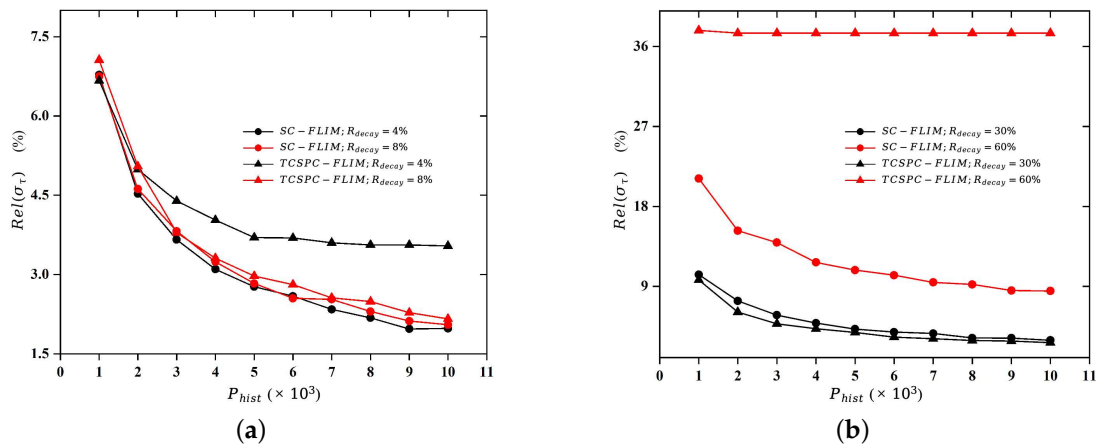 7.5
6.0
4.5
3.0
1.5
Rel(στ) (%)
SC − FLIM; Rdecay = 4%
SC − FLIM; Rdecay = 8%
TCSPC − FLIM; Rdecay = 4%
TCSPC − FLIM; Rdecay = 8%
0 1 2 3 4 5 6 7 8 9 10 11
Phist (× 10³)
(a)
36
27
18
9
Rel(στ) (%)
SC − FLIM; Rdecay = 30%
SC − FLIM; Rdecay = 60%
TCSPC − FLIM; Rdecay = 30%
TCSPC − FLIM; Rdecay = 60%
0 1 2 3 4 5 6 7 8 9 10 11
Phist (× 10³)
(b)